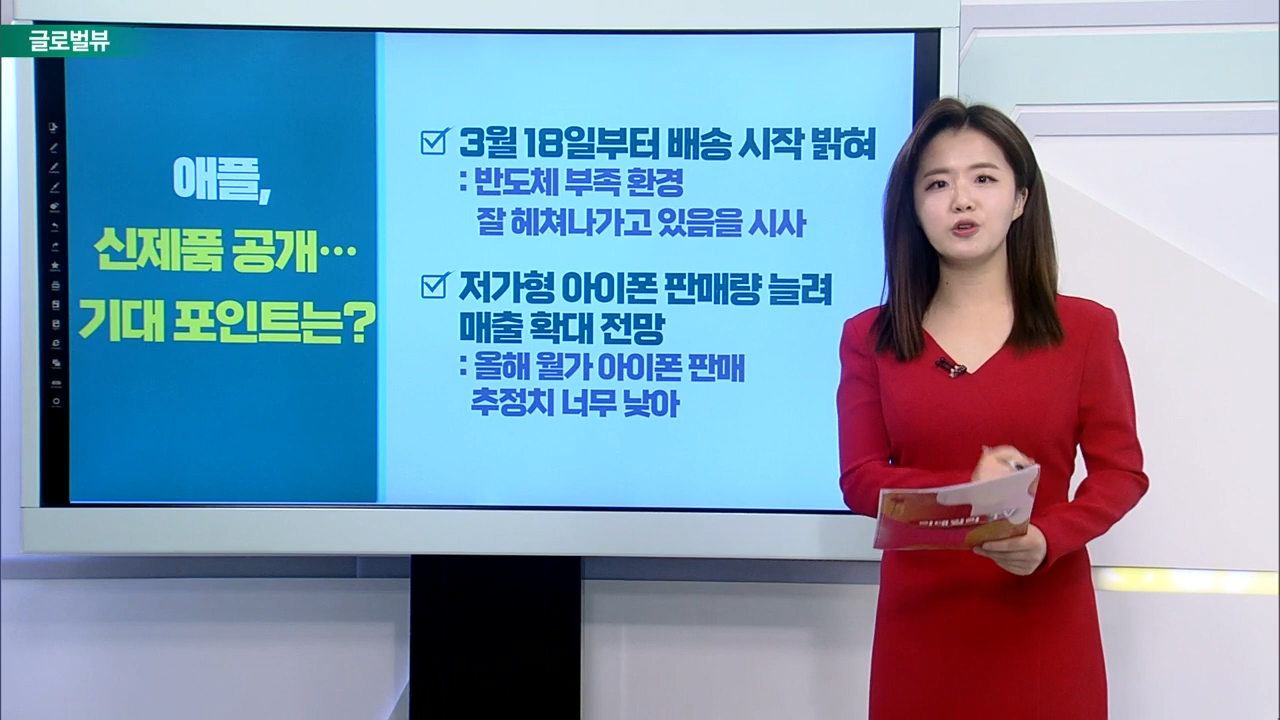 글로벌뷰
애플,
신제품 공개…
기대 포인트는?
3월 18일부터 배송 시작 밝혀
: 반도체 부족 환경
잘 헤쳐나가고 있음을 시사
저가형 아이폰 판매량 늘려
매출 확대 전망
: 올해 월가 아이폰 판매
추정치 너무 낮아